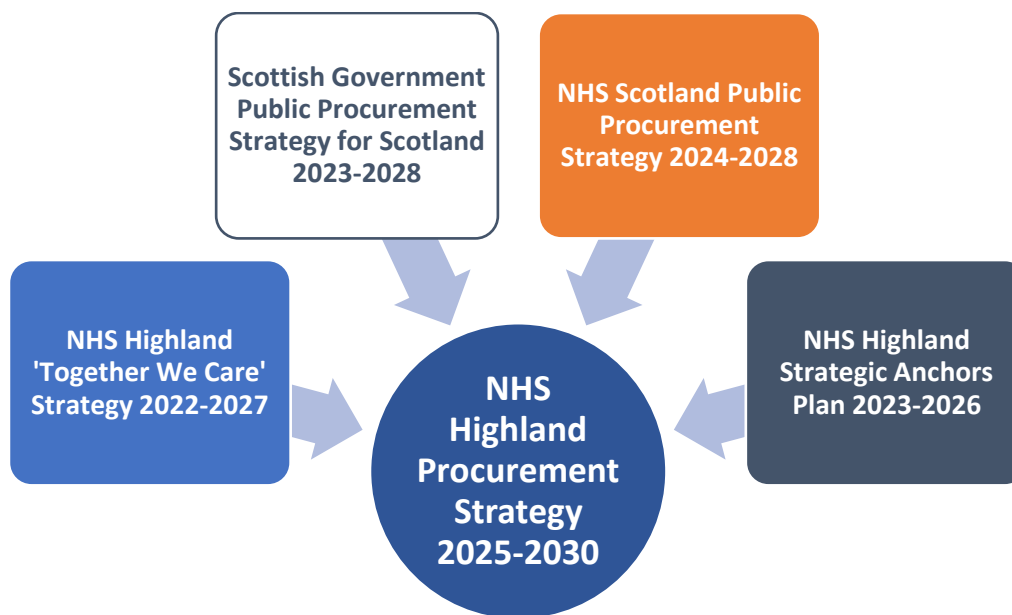 Scottish Government
Public Procurement
Strategy for Scotland
2023-2028
NHS Scotland Public
Procurement
Strategy 2024-2028
NHS Highland
'Together We Care'
Strategy 2022-2027
NHS Highland
Strategic Anchors
Plan 2023-2026
NHS
Highland
Procurement
Strategy
2025-2030